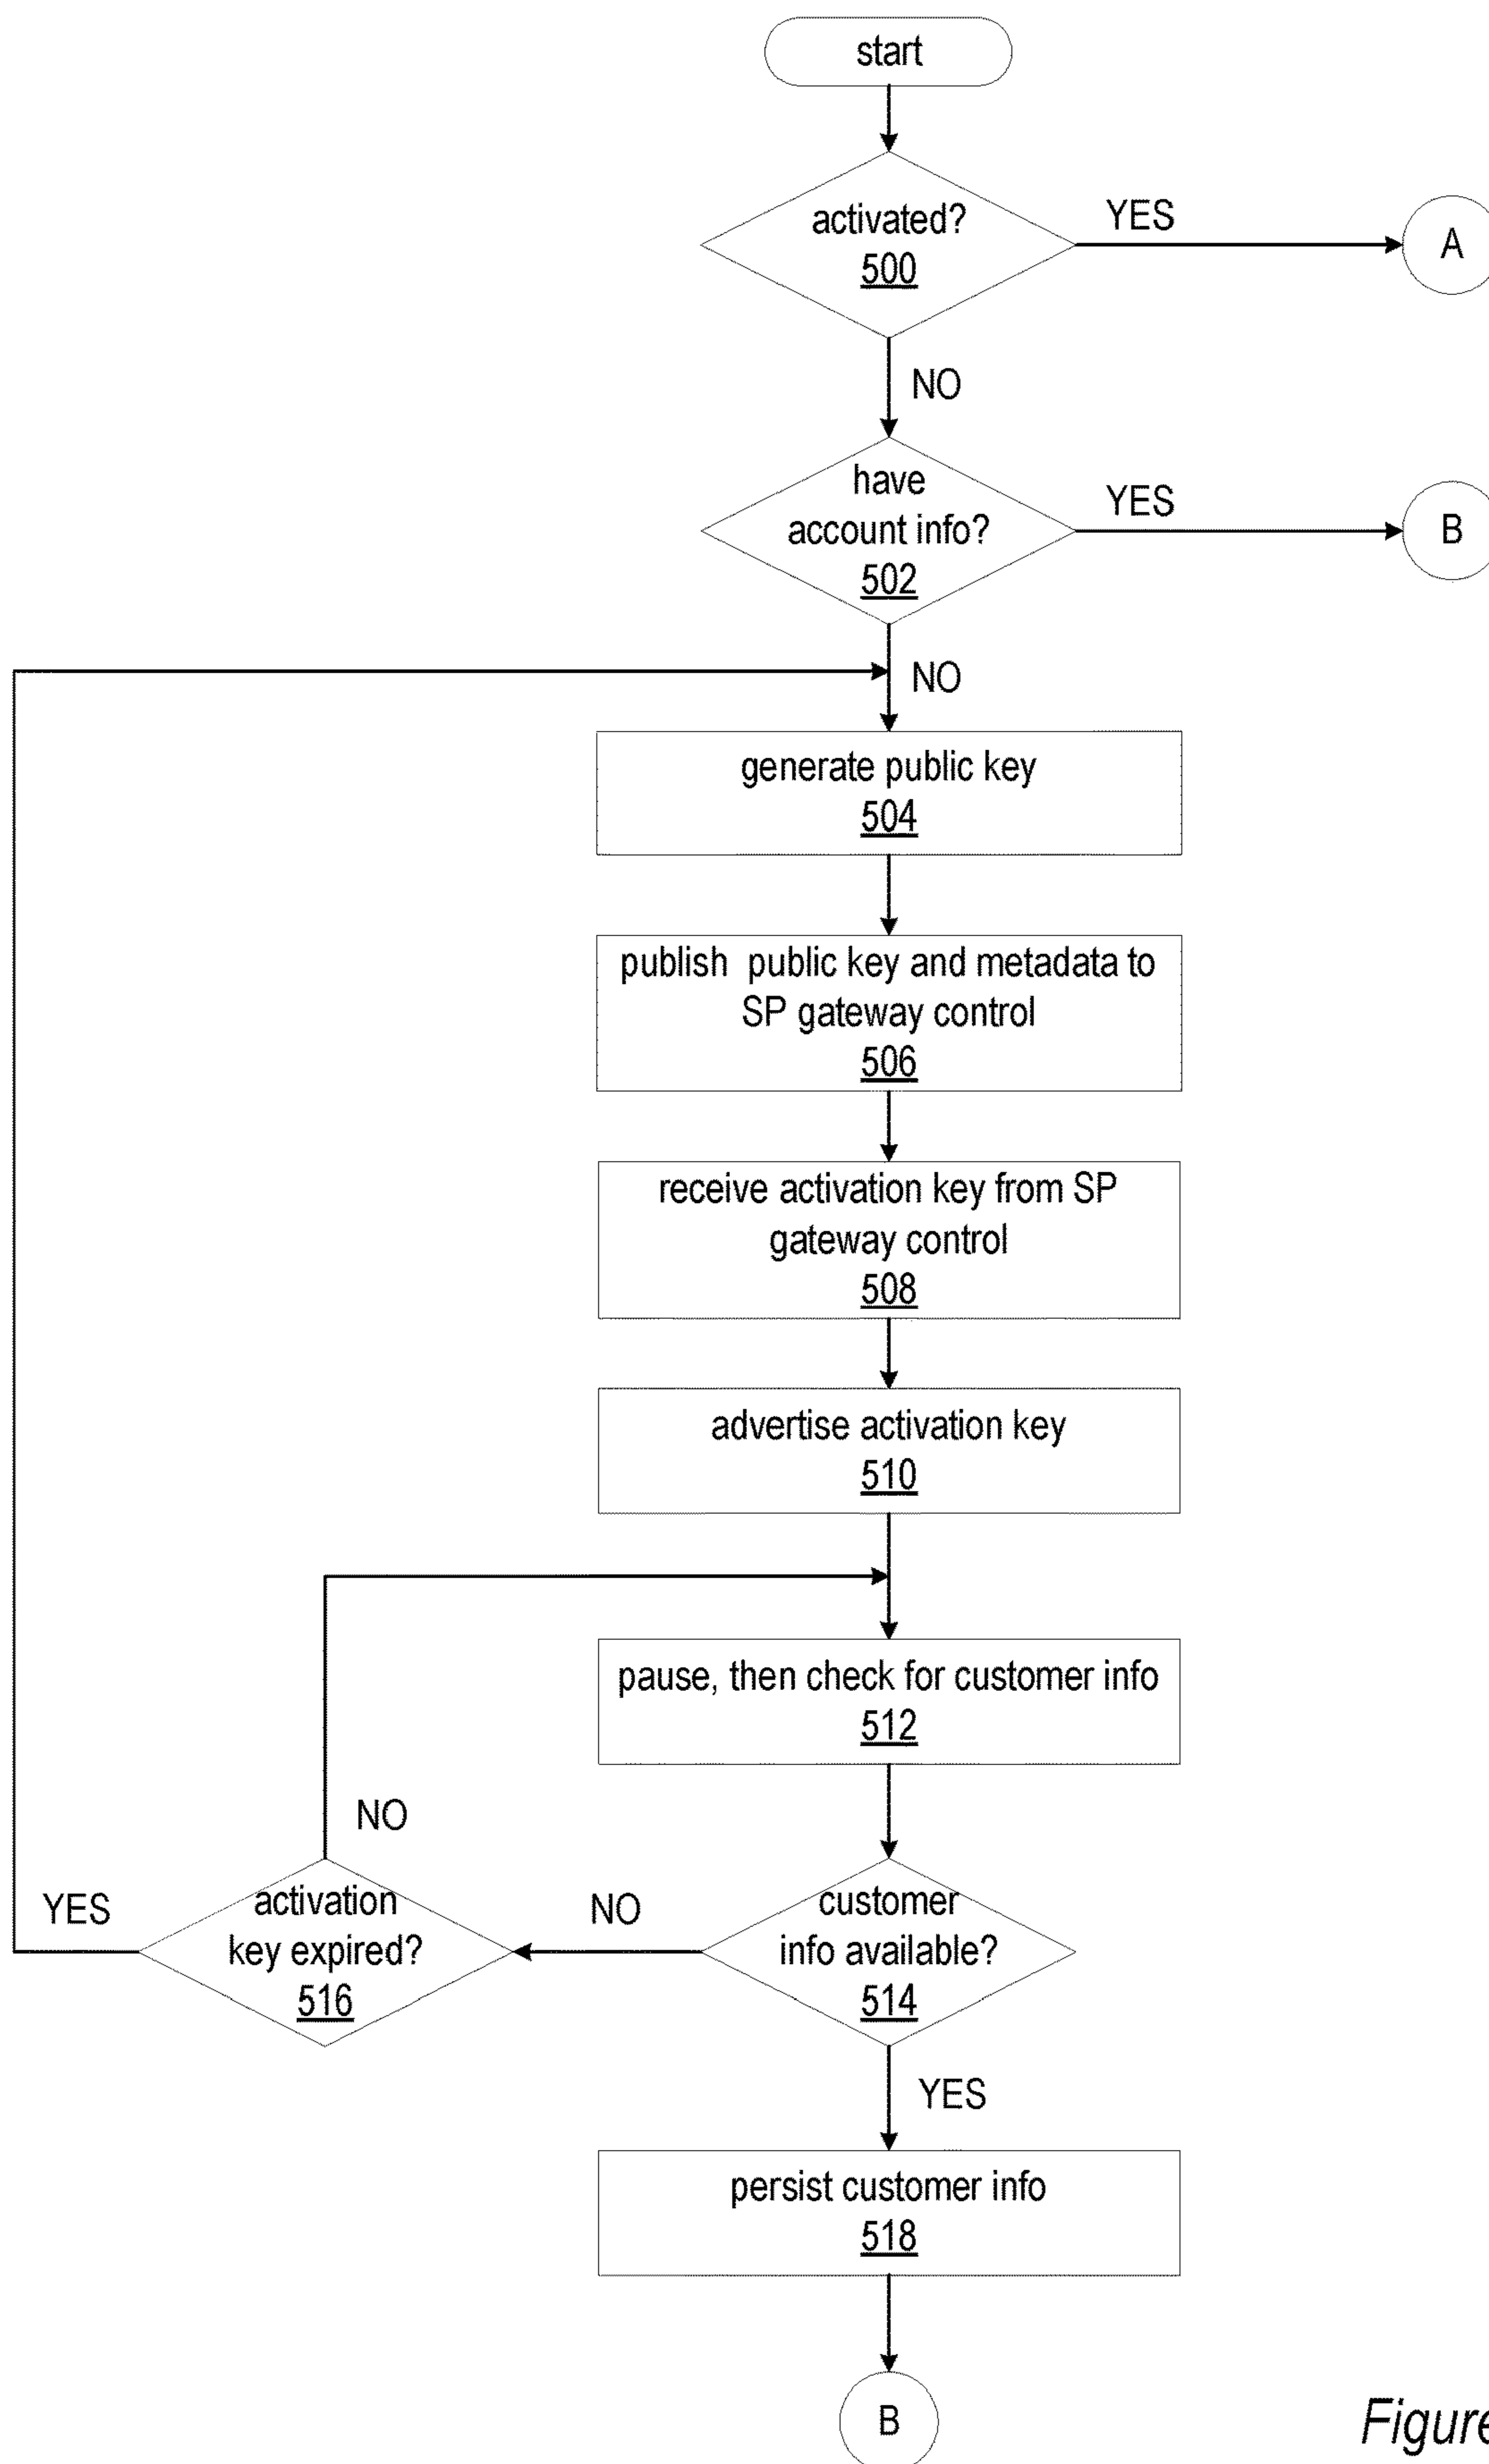 start
activated?
500
YES
A
NO
have
account info?
502
YES
B
NO
generate public key
504
publish public key and metadata to
SP gateway control
506
receive activation key from SP
gateway control
508
advertise activation key
510
pause, then check for customer info
512
NO
YES
activation
key expired?
516
NO
customer
info available?
514
YES
persist customer info
518
B
Figure